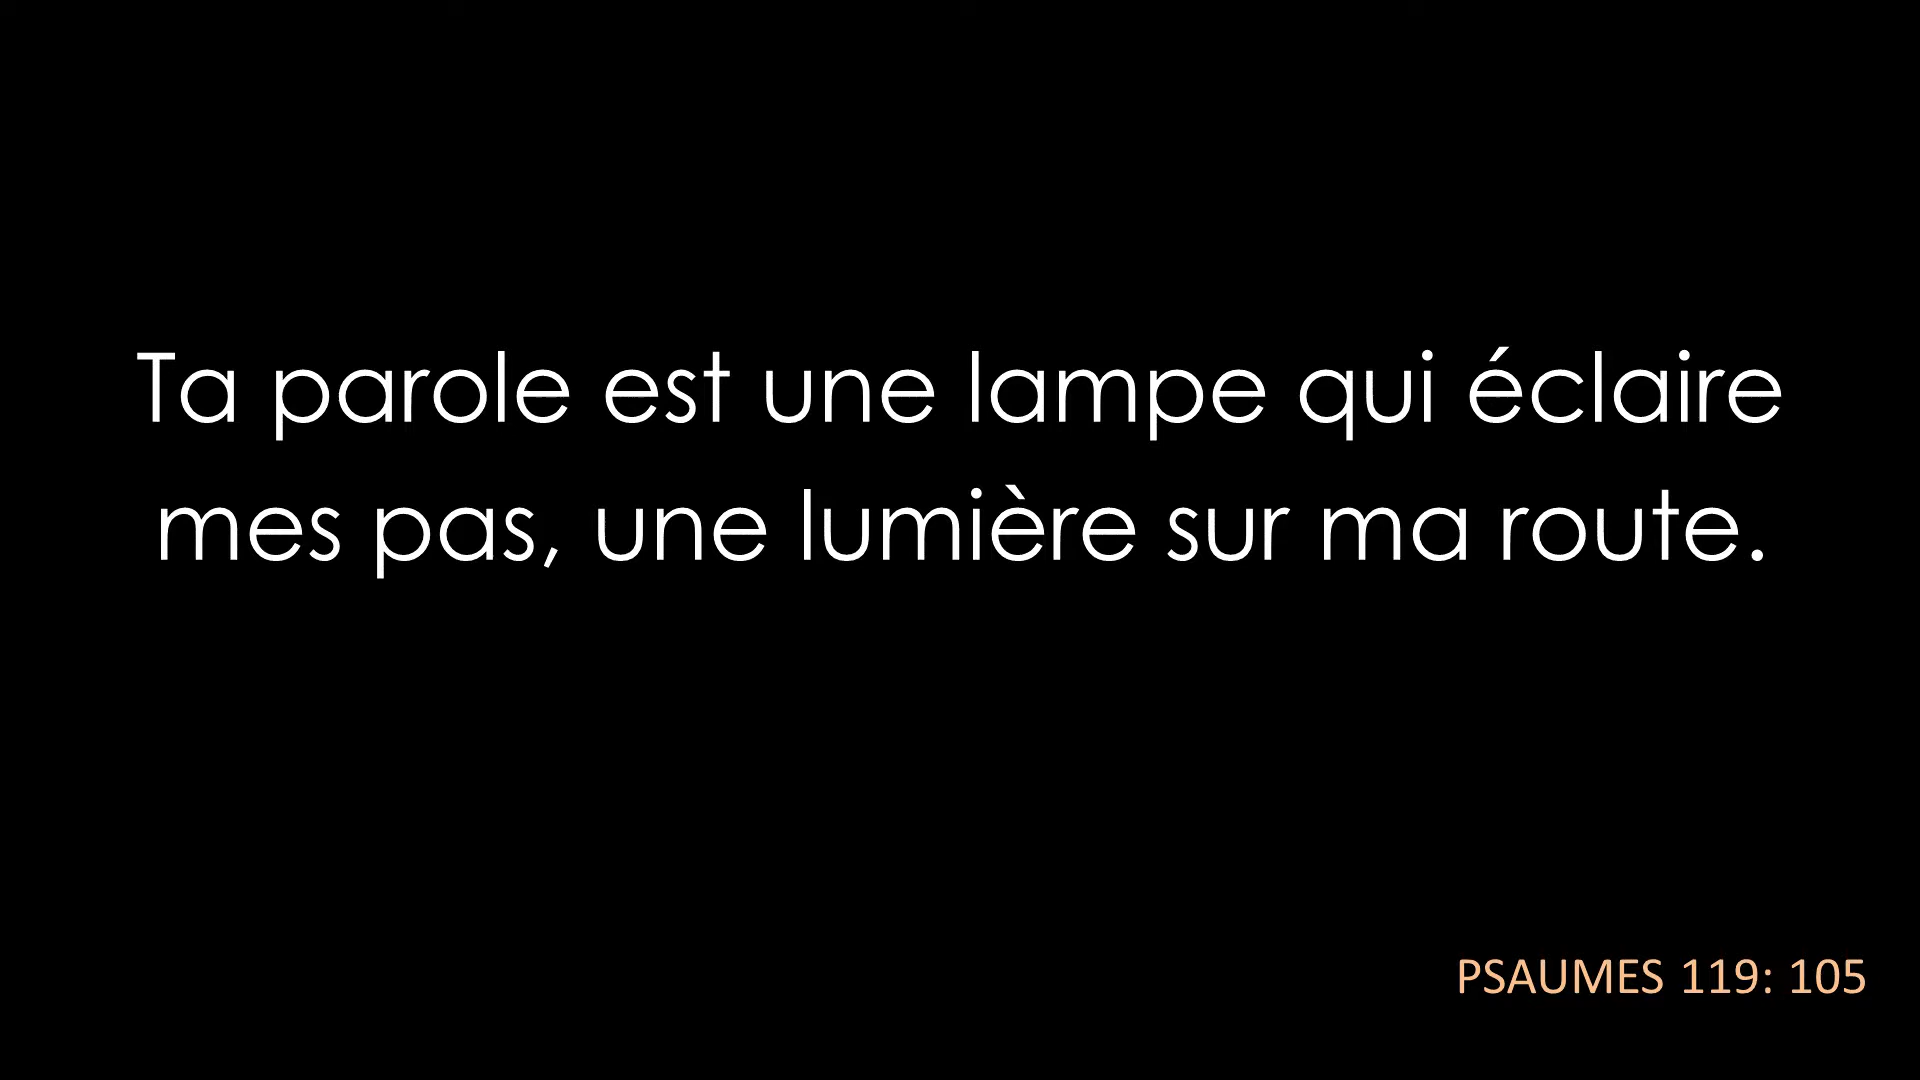 Ta parole est une lampe qui éclaire
mes pas, une lumière sur ma route.
PSAUMES 119: 105